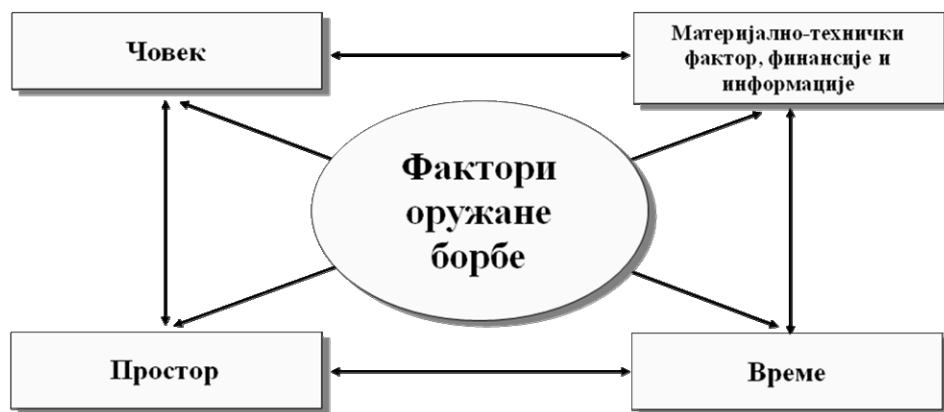 Човек
Материјално-технички
фактор, финансије и
информације
Фактори
оружане
борбе
Простор
Време